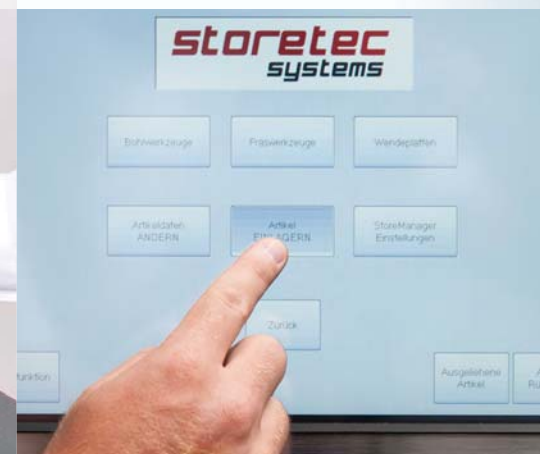 storetec
systems
Bohrwerkzeuge
Fräswerkzeuge
Wendeplatten
Artikeldaten
ÄNDERN
Artikel
EINLAGERN
StoreManager
Einstellungen
Zurück
funktion
Ausgeliehene
Artikel